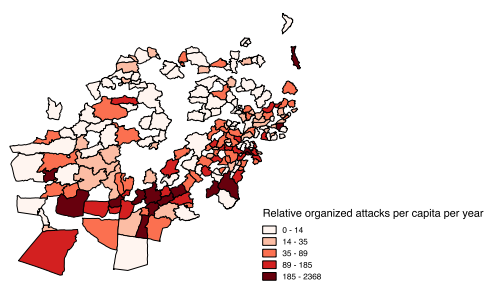 Relative organized attacks per capita per year
0 - 14
14 - 35
35 - 89
89 - 185
185 - 2368